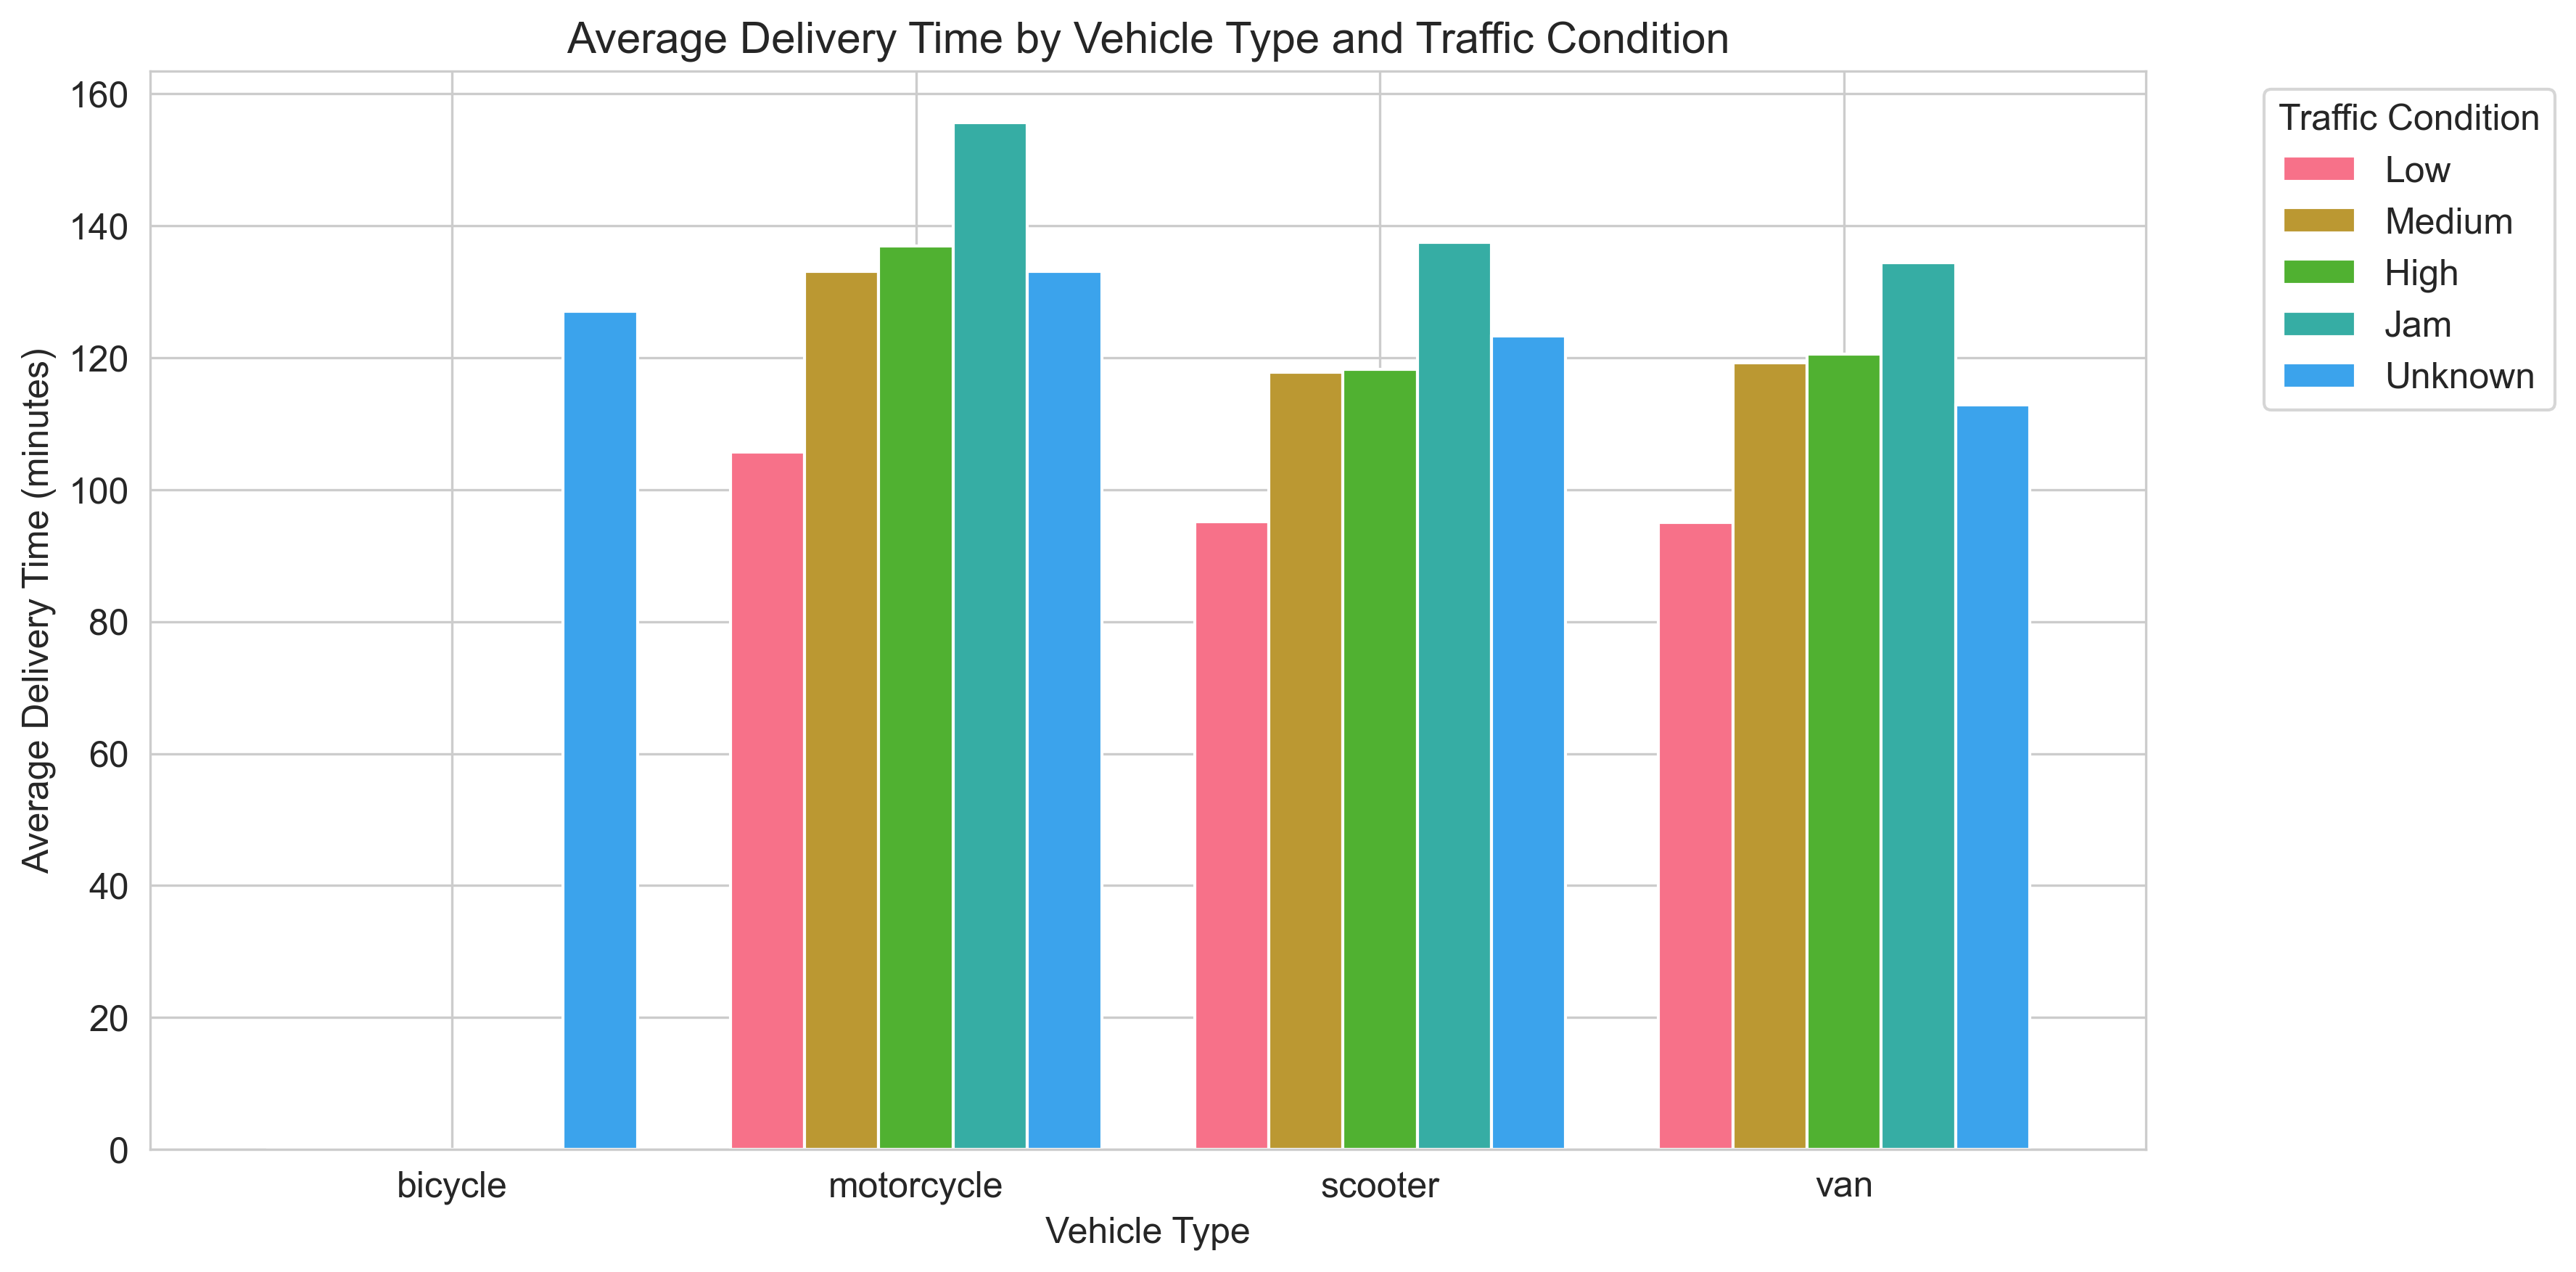 Average Delivery Time by Vehicle Type and Traffic Condition
Average Delivery Time (minutes)
160
140
120
100
80
60
40
20
0
bicycle
motorcycle
scooter
van
Vehicle Type
Traffic Condition
Low
Medium
High
Jam
Unknown